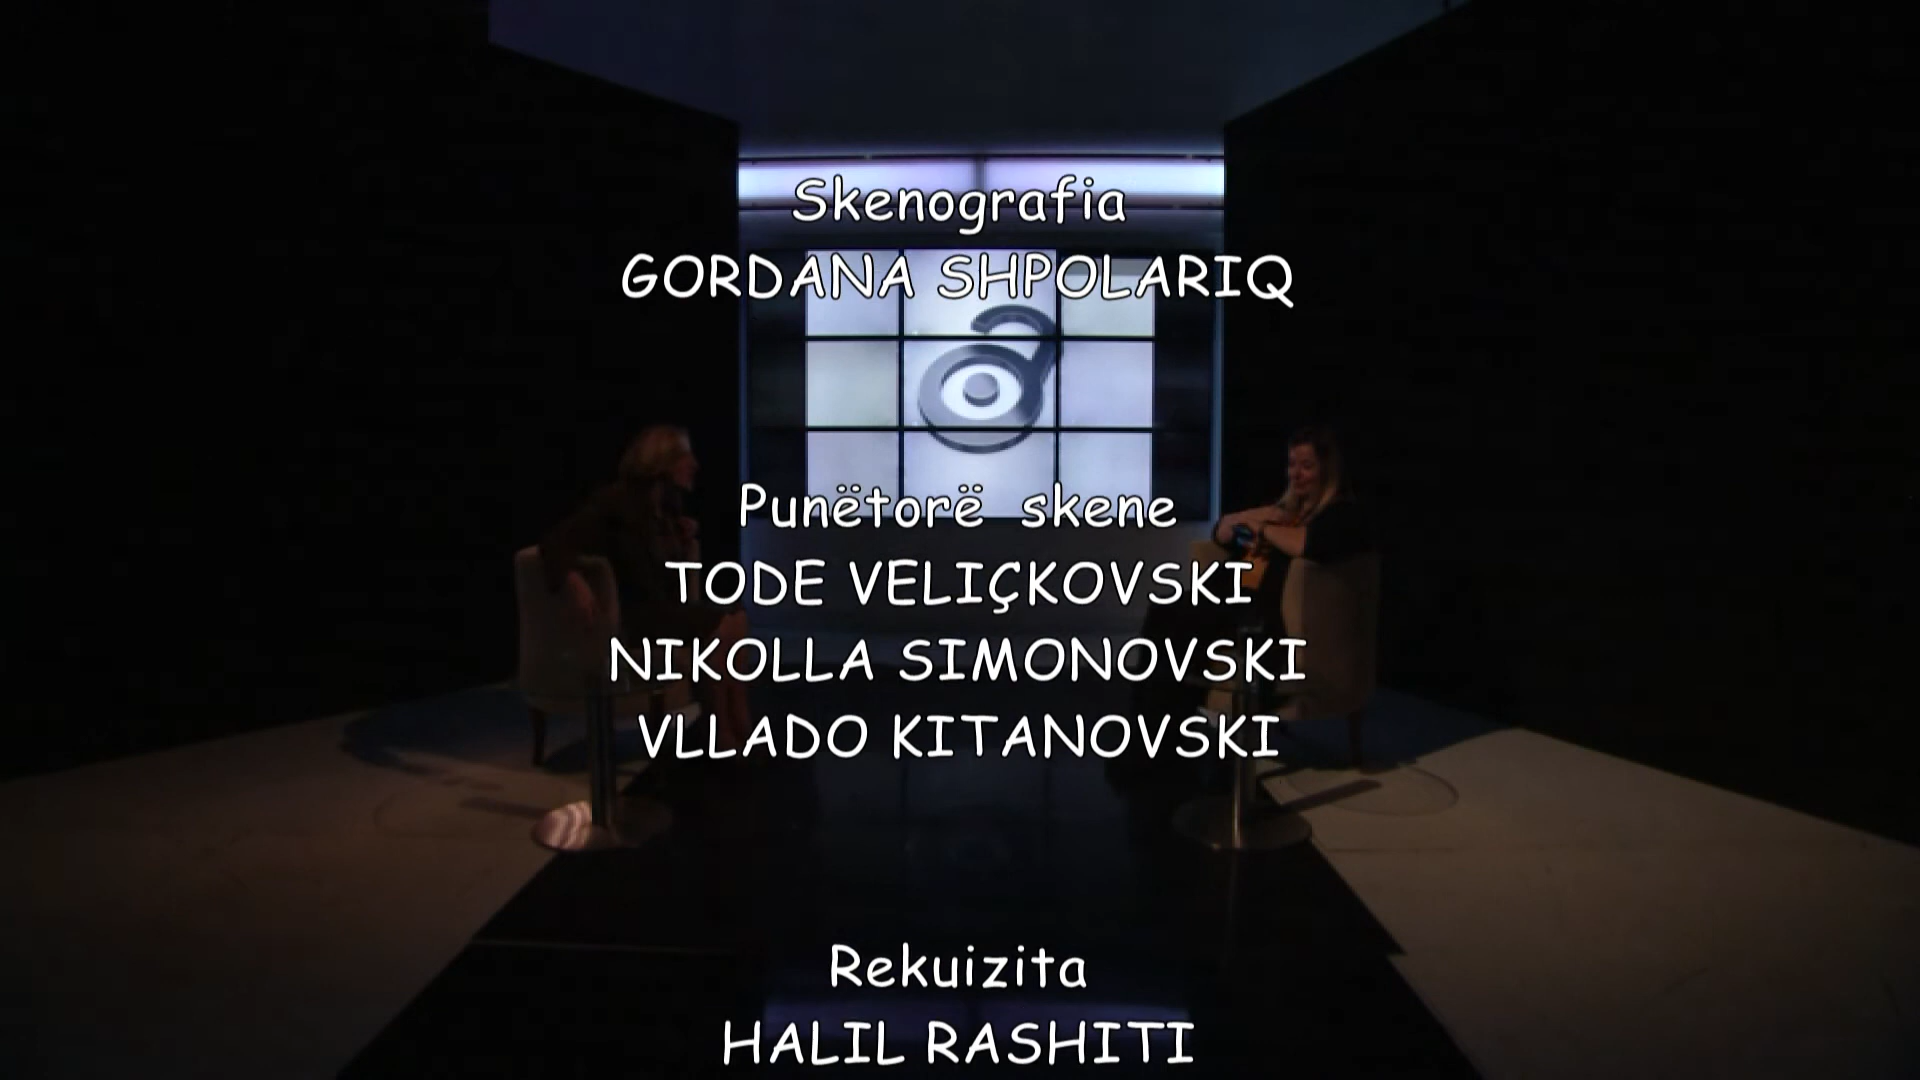 Skenografia
GORDANA SHPOLARIQ
Punëtorë skene
TODE VELIÇKOVSKI
NIKOLLA SIMONOVSKI
VLLADO KITANOVSKI
Rekuizita
HALIL RASHITI